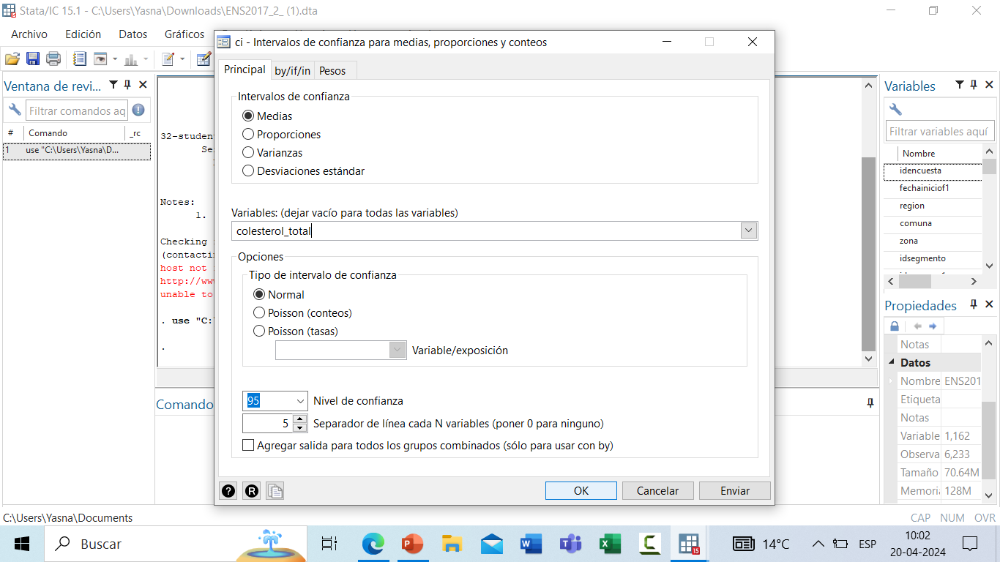 Stata/IC 15.1 - C:\Users\Yasna\Downloads\ENS2017_2_ (1).dta
Archivo Edición Datos Gráficos
ci - Intervalos de confianza para medias, proporciones y conteos
Principal by/if/in Pesos
Ventana de revi...
Filtrar comandos aq
# Comando _rc
1 use "C:\Users\Yasna\D...
32-student
Notes:
1.
Checking
(contactin
host not
http://www
unable to
. use "C:
.
Comando
Intervalos de confianza
Medias
Proporciones
Varianzas
Desviaciones estándar
Variables: (dejar vacío para todas las variables)
colesterol_total
Opciones
Tipo de intervalo de confianza
Normal
Poisson (conteos)
Poisson (tasas)
Variable/exposición
95 Nivel de confianza
5 Separador de línea cada N variables (poner 0 para ninguno)
Agregar salida para todos los grupos combinados (sólo para usar con by)
? R
OK Cancelar Enviar
Variables
Filtrar variables aquí
Nombre
idencuesta
fechainiciof1
region
comuna
zona
idsegmento
Propiedades
Notas
Datos
Nombre ENS201
Etiqueta
Notas
Variable 1,162
Observa 6,233
Tamaño 70.64M
Memori 128M
C:\Users\Yasna\Documents
CAP NUM OVR
Buscar
15
14°C
ESP
10:02
20-04-2024